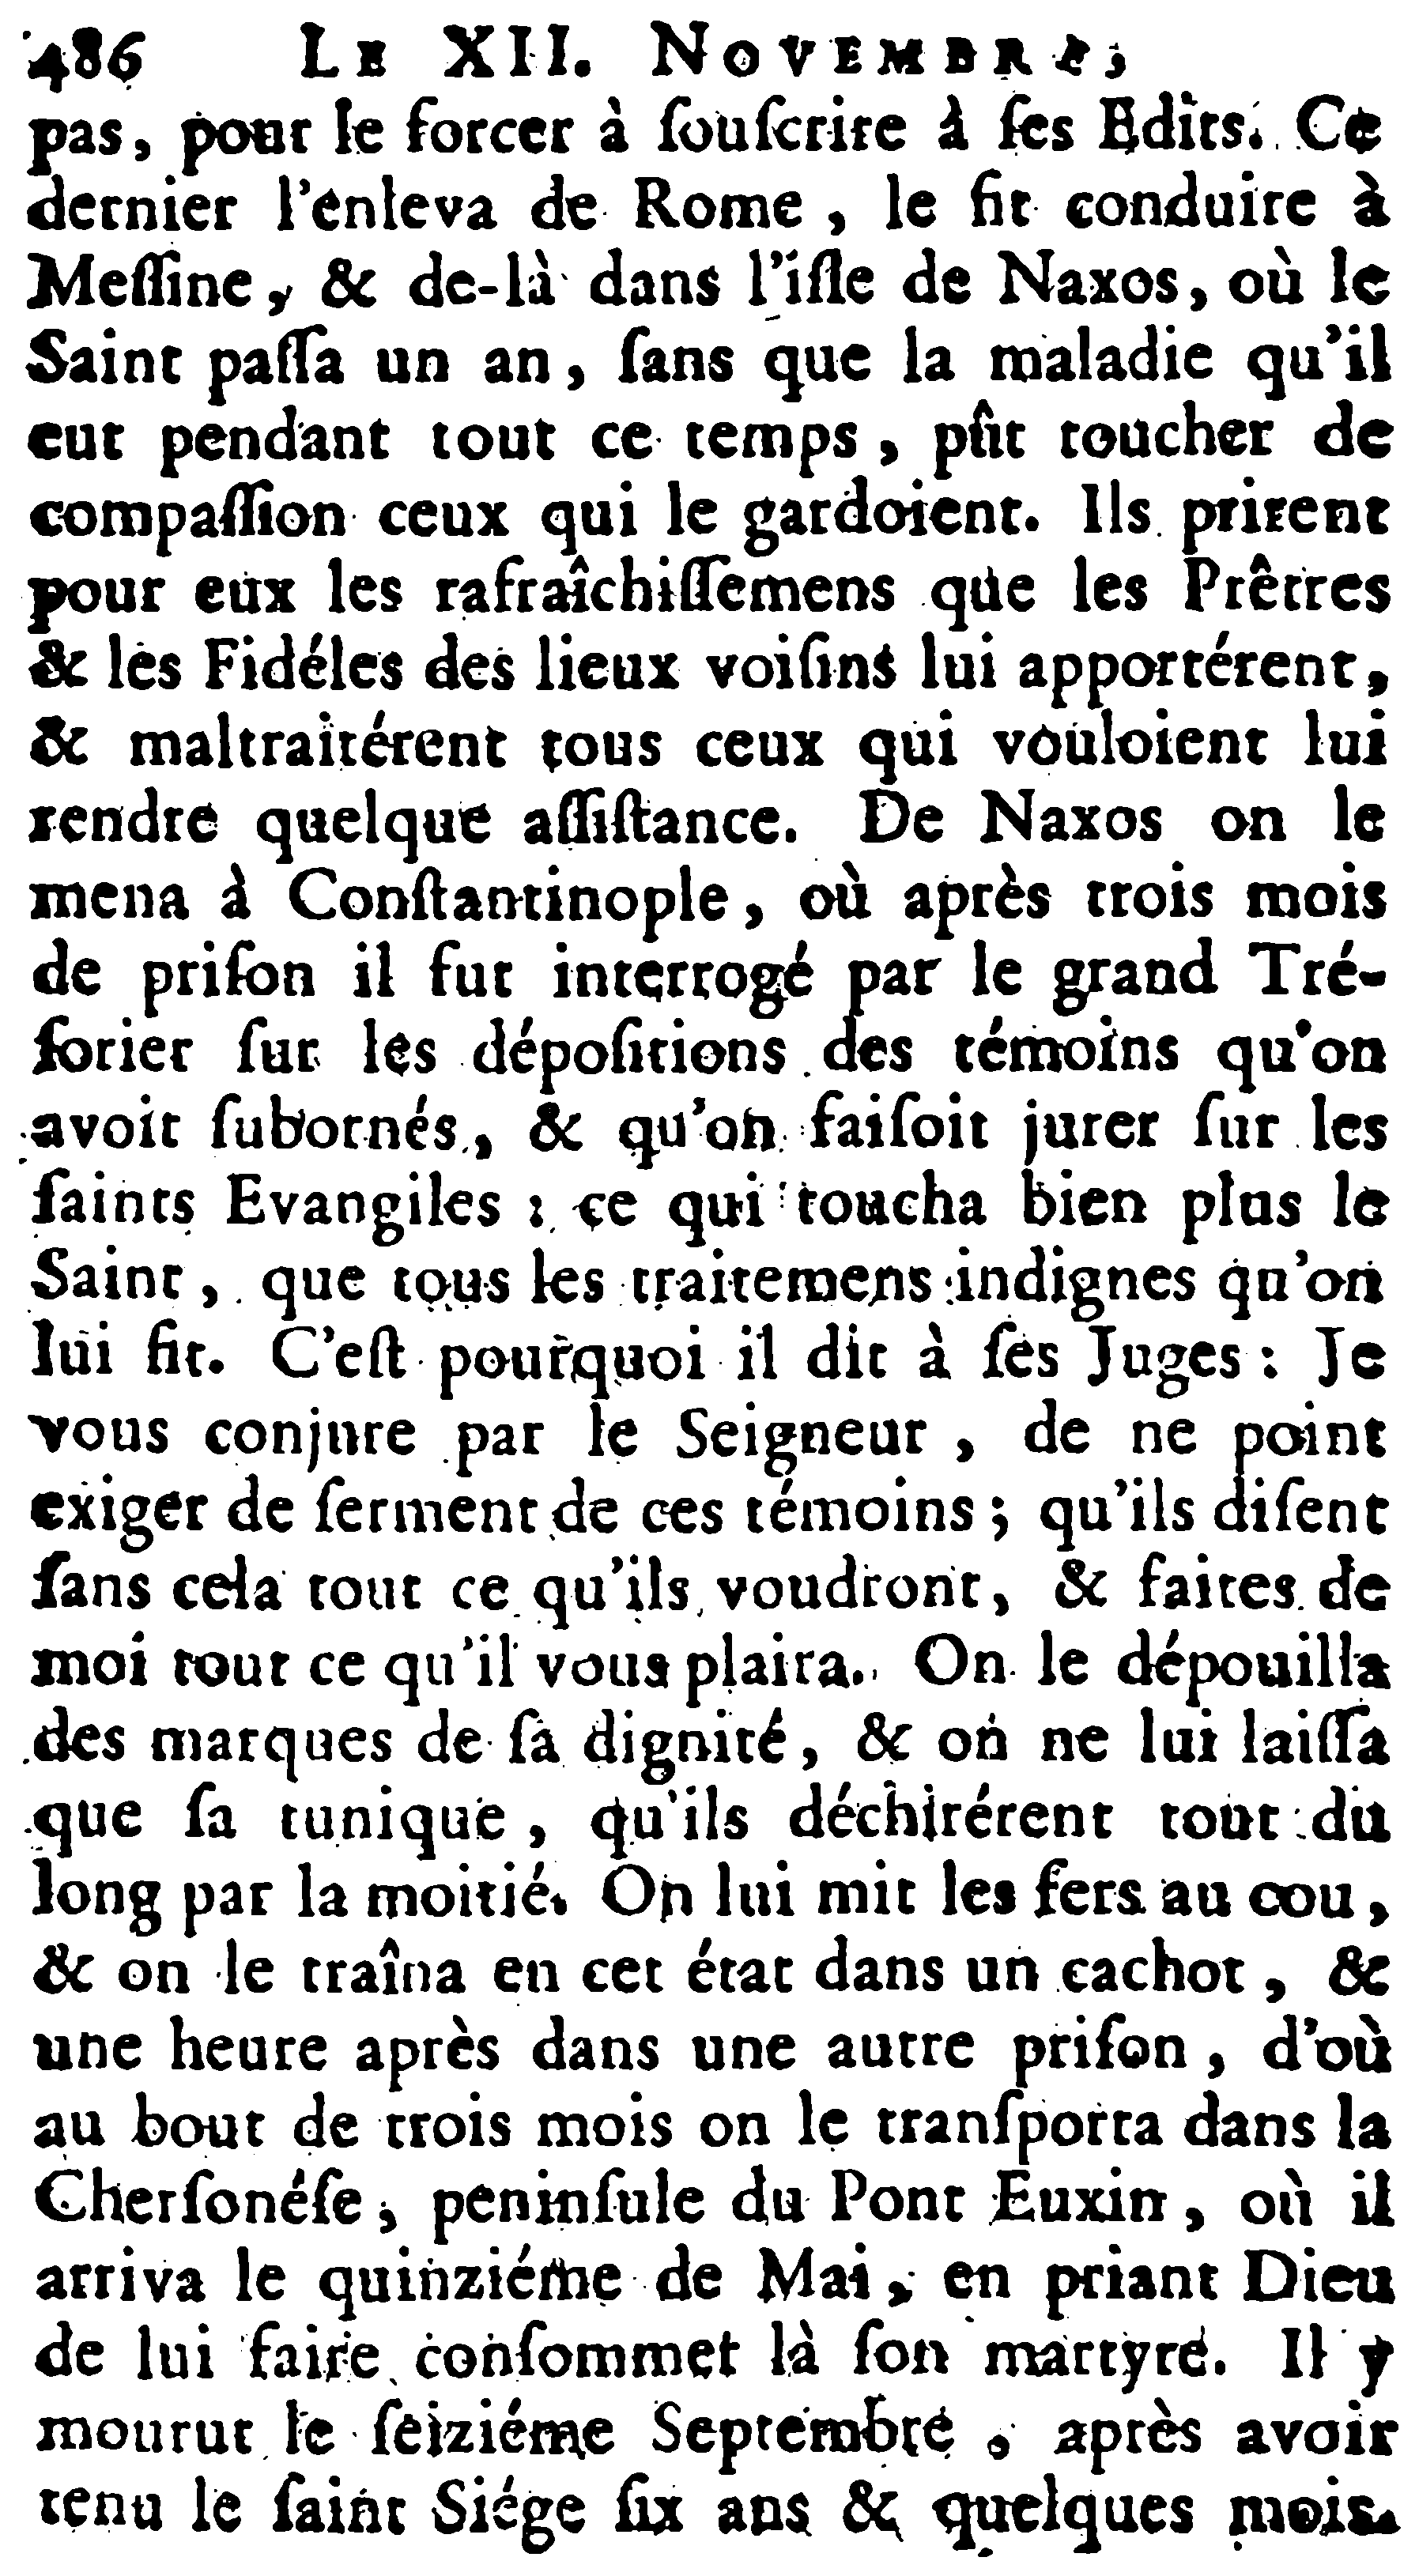 486 LE XII. NOVEMBRE,
pas, pour le forcer à ſouſcrire à ſes Edits. Ce
dernier l'enleva de Rome, le fit conduire à
Meſſine, & de-là dans l'iſle de Naxos, où le
Saint paſſa un an, ſans que la maladie qu'il
eut pendant tout ce temps, pût toucher de
compaſſion ceux qui le gardoient. Ils prirent
pour eux les rafraîchiſſemens que les Prêtres
& les Fidéles des lieux voiſins lui apportérent,
& maltraitérent tous ceux qui vouloient lui
rendre quelque aſſiſtance. De Naxos on le
mena à Conſtantinople, où après trois mois
de priſon il fut interrogé par le grand Tré-
ſorier ſur les dépoſitions des témoins qu'on
avoit ſubornés, & qu'on faiſoit jurer ſur les
ſaints Evangiles : ce qui toucha bien plus le
Saint, que tous les traitemens indignes qu'on
lui fit. C'eſt pourquoi il dit à ſes Juges : Je
vous conjure par le Seigneur, de ne point
exiger de ſerment de ces témoins ; qu'ils diſent
ſans cela tout ce qu'ils voudront, & faites de
moi tout ce qu'il vous plaira. On le dépouilla
des marques de ſa dignité, & on ne lui laiſſa
que ſa tunique, qu'ils déchirérent tout du
long par la moitié. On lui mit les fers au cou,
& on le traîna en cet état dans un cachot, &
une heure après dans une autre priſon, d'où
au bout de trois mois on le tranſporta dans la
Cherſonéſe, peninſule du Pont Euxin, où il
arriva le quinziéme de Mai, en priant Dieu
de lui faire conſommet là ſon martyre. Il y
mourut le ſeiziéme Septembre, après avoir
tenu le ſaint Siége ſix ans & quelques mois.